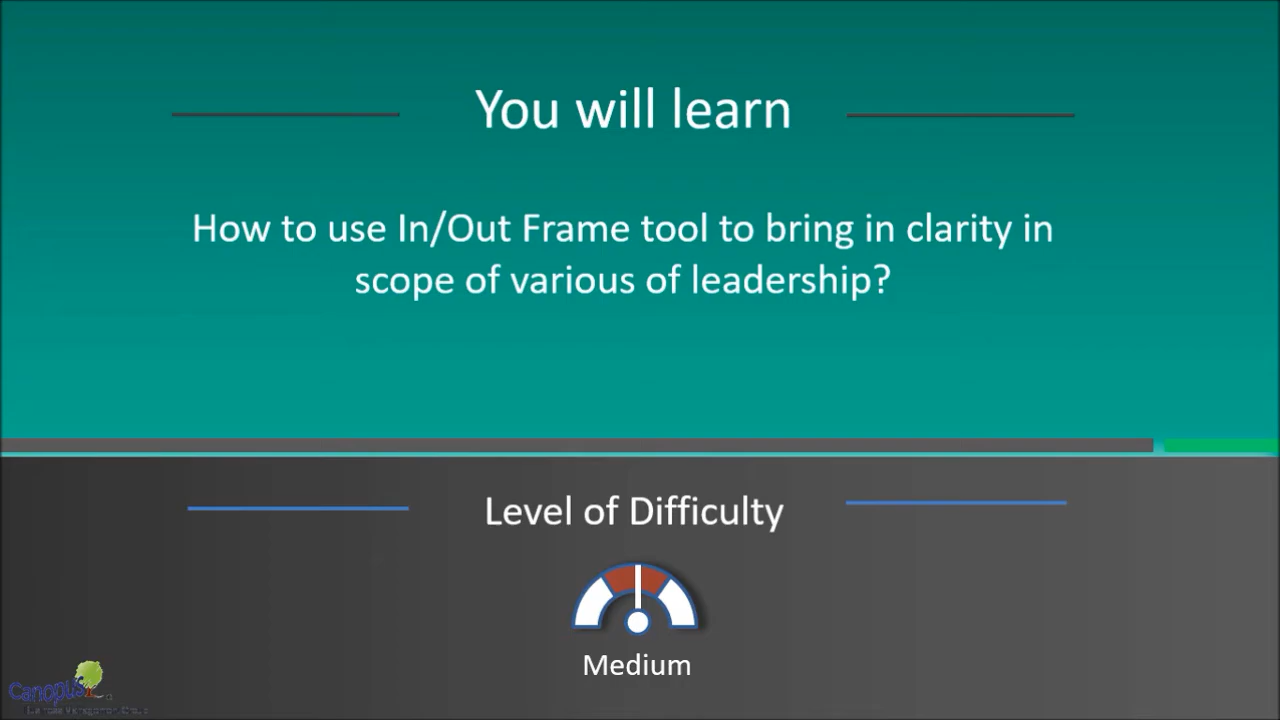 You will learn
How to use In/Out Frame tool to bring in clarity in
scope of various of leadership?
Level of Difficulty
Medium
Canopus